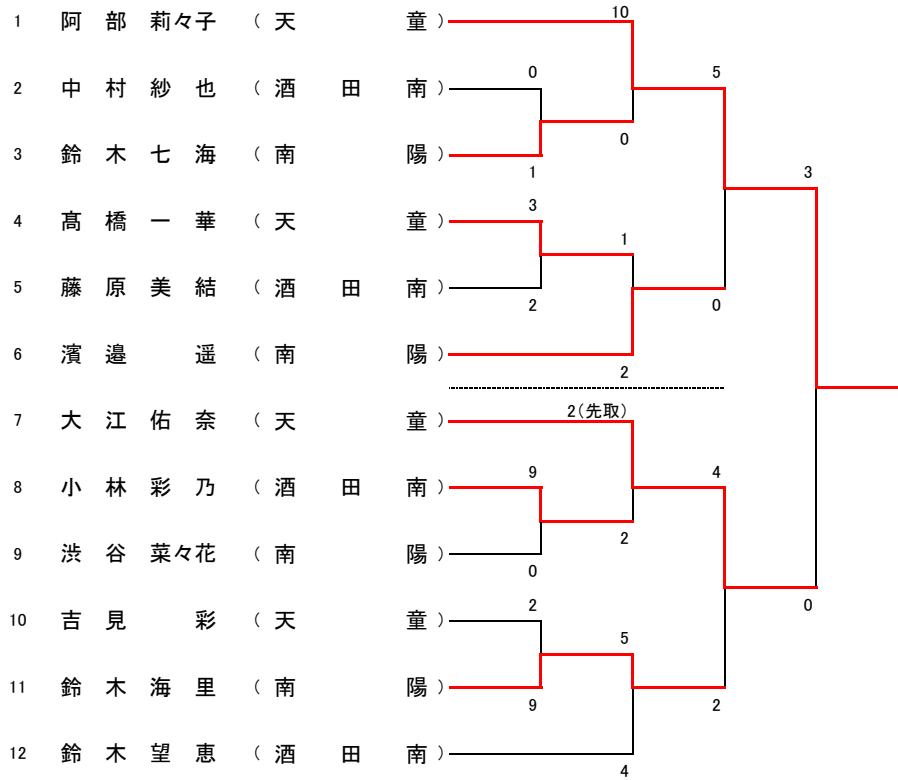 10
1 阿部莉々子 (天童)
0 5
2 中村紗也 (酒田南)
0
3 鈴木七海 (南陽)
1 3
3
4 髙橋一華 (天童)
1
5 藤原美結 (酒田南)
2 0
6 濱邉 遥 (南陽)
2
2(先取)
7 大江佑奈 (天童)
9 4
8 小林彩乃 (酒田南)
2
9 渋谷菜々花 (南陽)
0
2 0
10 吉見 彩 (天童)
5
11 鈴木海里 (南陽)
9 2
12 鈴木望恵 (酒田南)
4